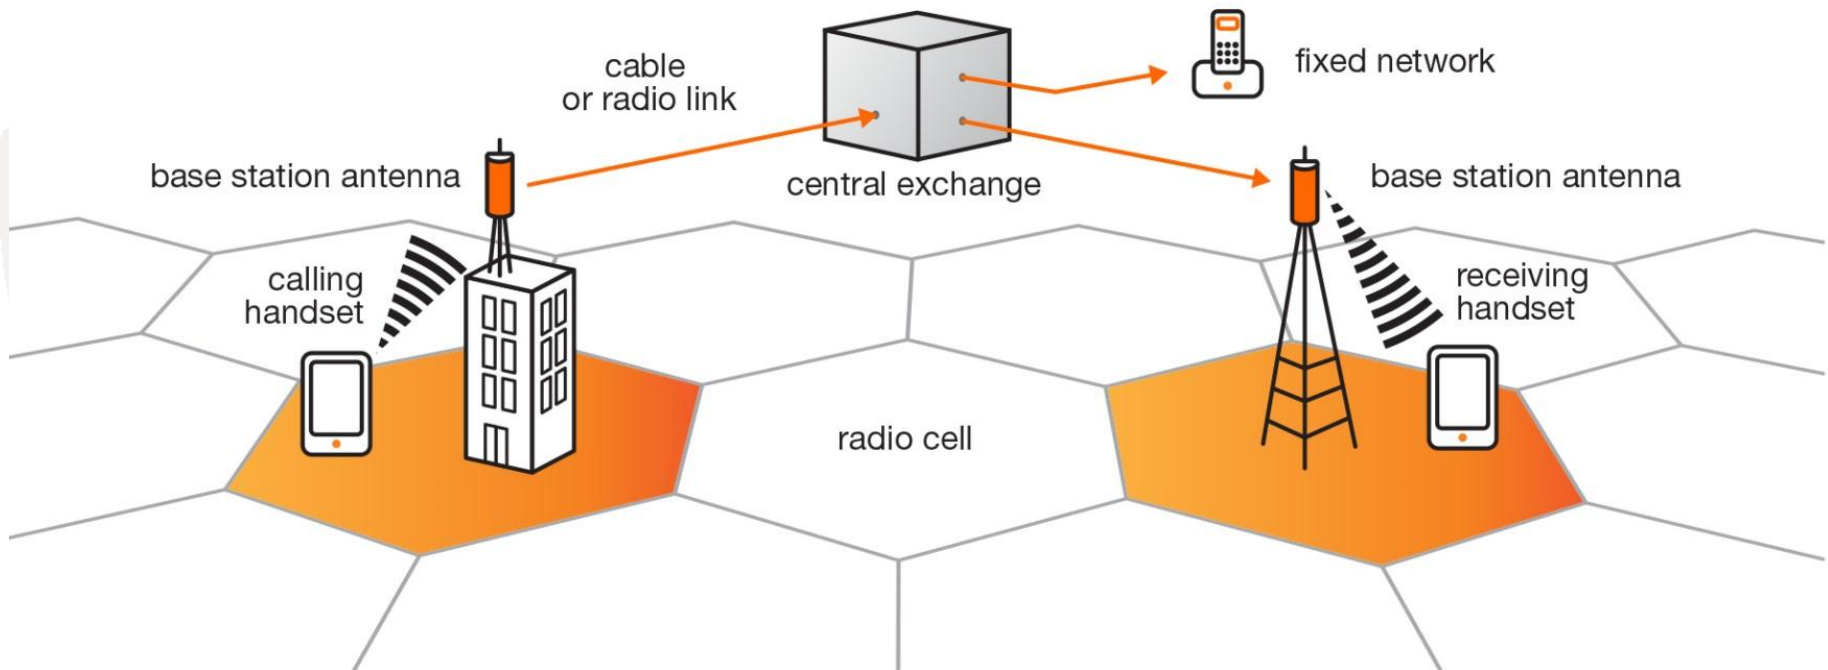 cable
or radio link
fixed network
base station antenna
central exchange
base station antenna
calling
handset
receiving
handset
radio cell